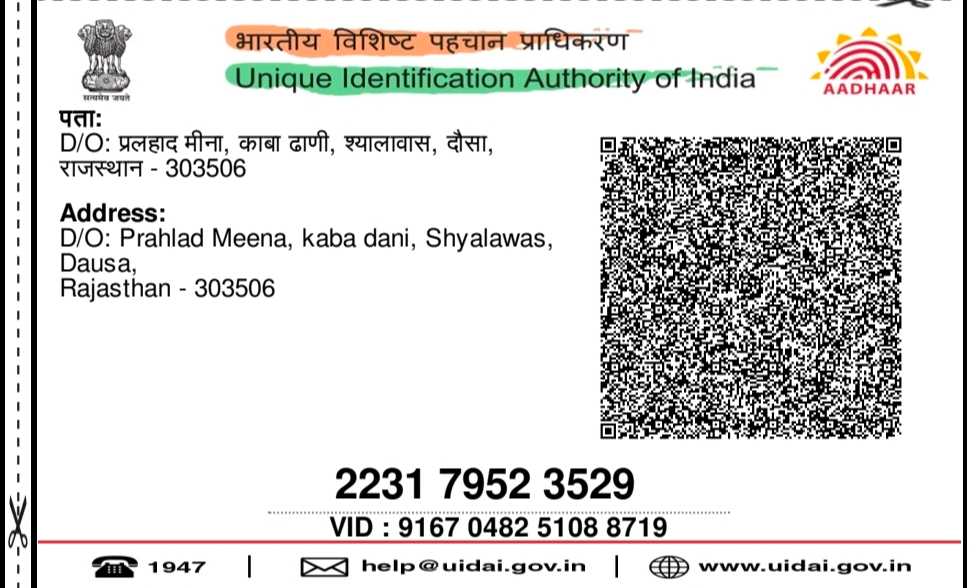 भारतीय विशिष्ट पहचान प्राधिकरण
Unique Identification Authority of India
सत्यमेव जयते
AADHAAR
पता:
D/O: प्रलहाद मीना, काबा ढाणी, श्यालावास, दौसा,
राजस्थान - 303506
Address:
D/O: Prahlad Meena, kaba dani, Shyalawas,
Dausa,
Rajasthan - 303506
2231 7952 3529
VID : 9167 0482 5108 8719
1947 | help@uidai.gov.in | www.uidai.gov.in